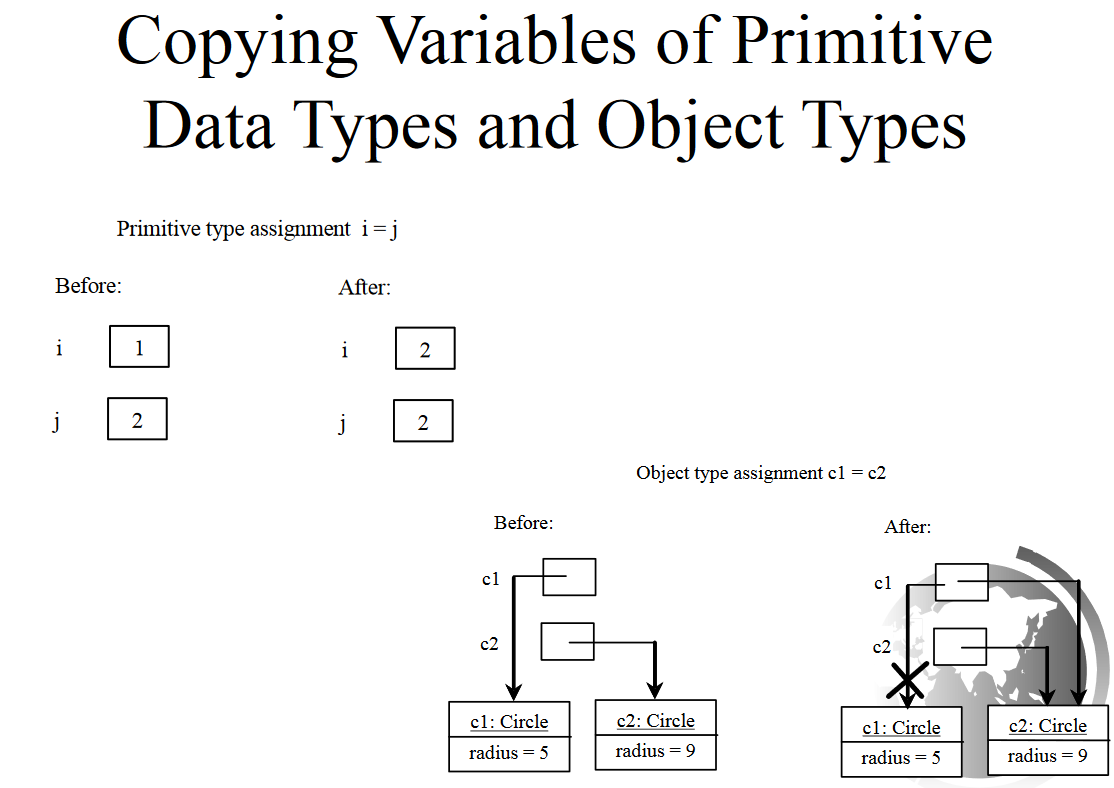 Copying Variables of Primitive
Data Types and Object Types
Primitive type assignment i = j
Before:
After:
i 1
i 2
j 2
j 2
Object type assignment c1 = c2
Before:
After:
c1
c2
c1: Circle
radius = 5
c2: Circle
radius = 9
c1
c2
c1: Circle
radius = 5
c2: Circle
radius = 9